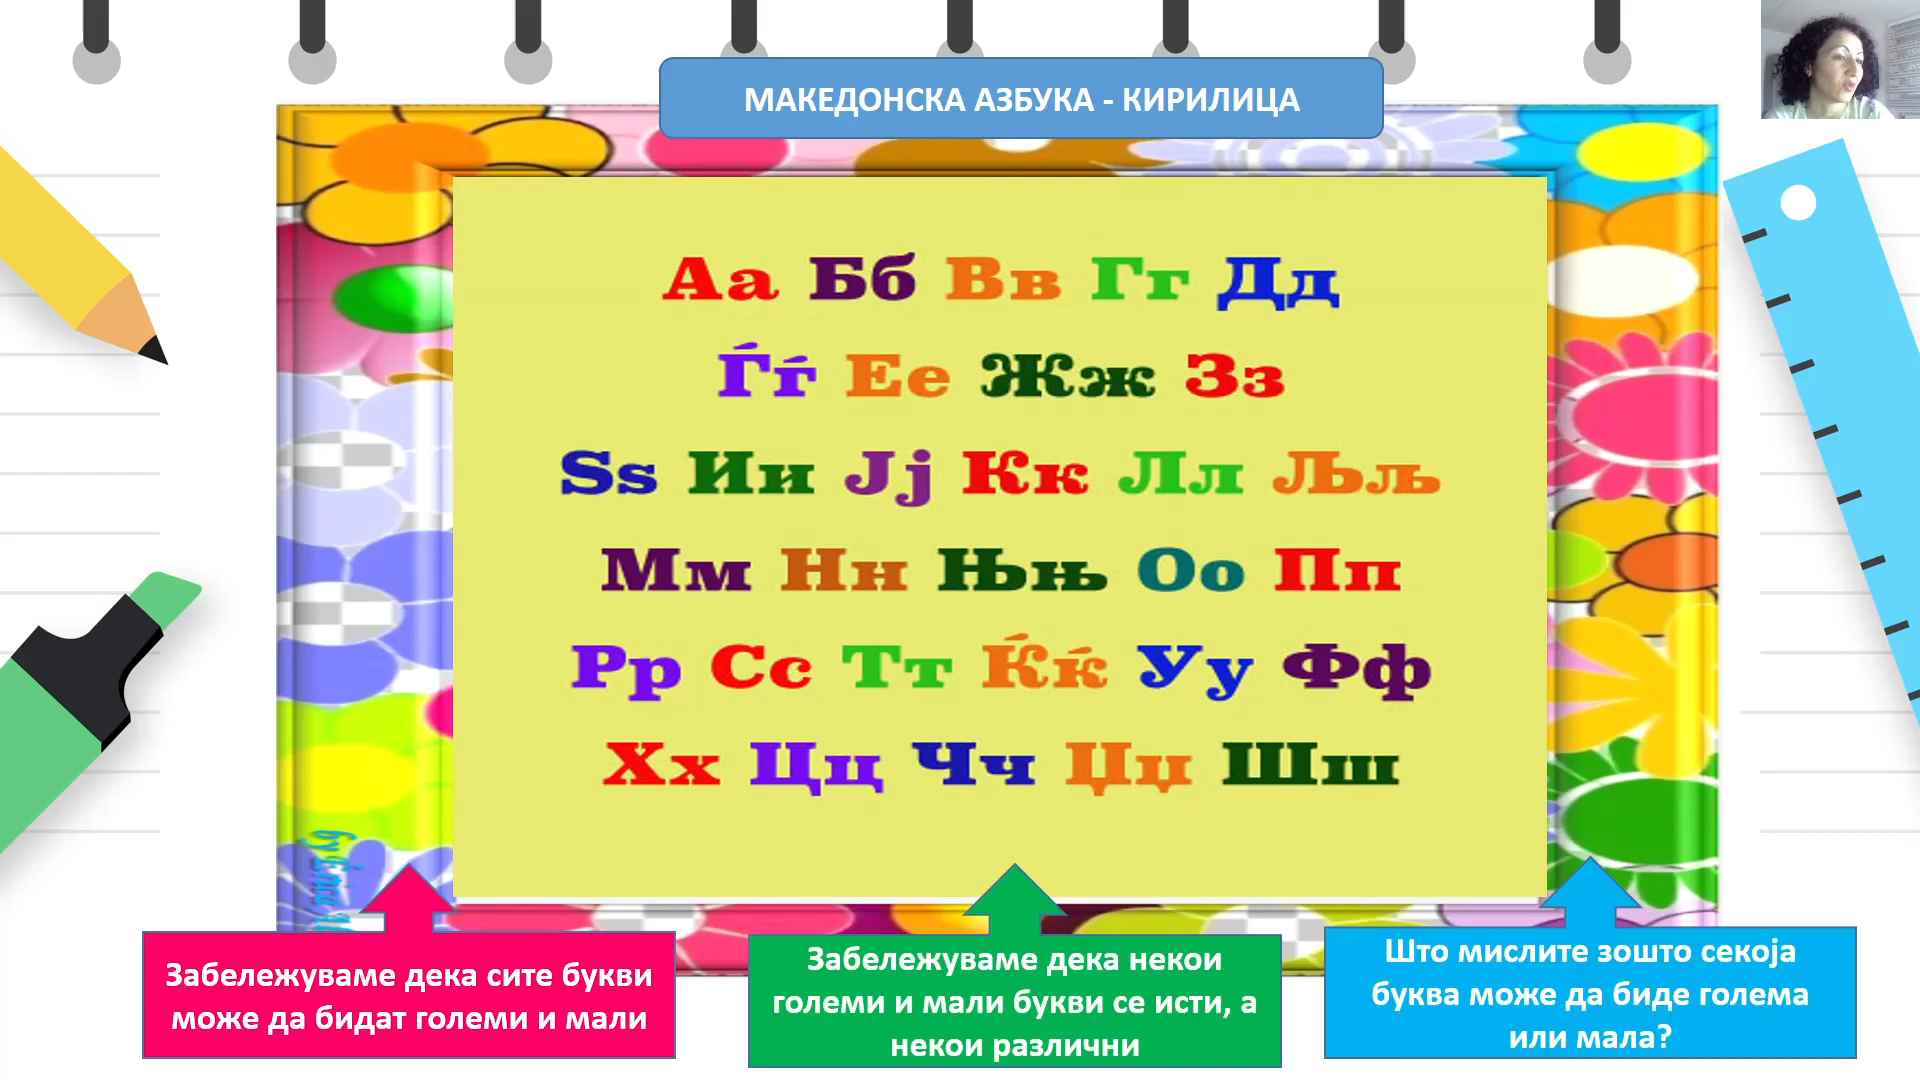 МАКЕДОНСКА АЗБУКА - КИРИЛИЦА
Аа Бб Вв Гг Дд
Ѓѓ Ее Жж Зз
Ѕѕ Ии Јј Кк Лл Љљ
Мм Нн Њњ Оо Пп
Рр Сс Тт Ќќ Уу Фф
Хх Цц Чч Џџ Шш
Забележуваме дека сите букви
може да бидат големи и мали
Забележуваме дека некои
големи и мали букви се исти, а
некои различни
Што мислите зошто секоја
буква може да биде голема
или мала?